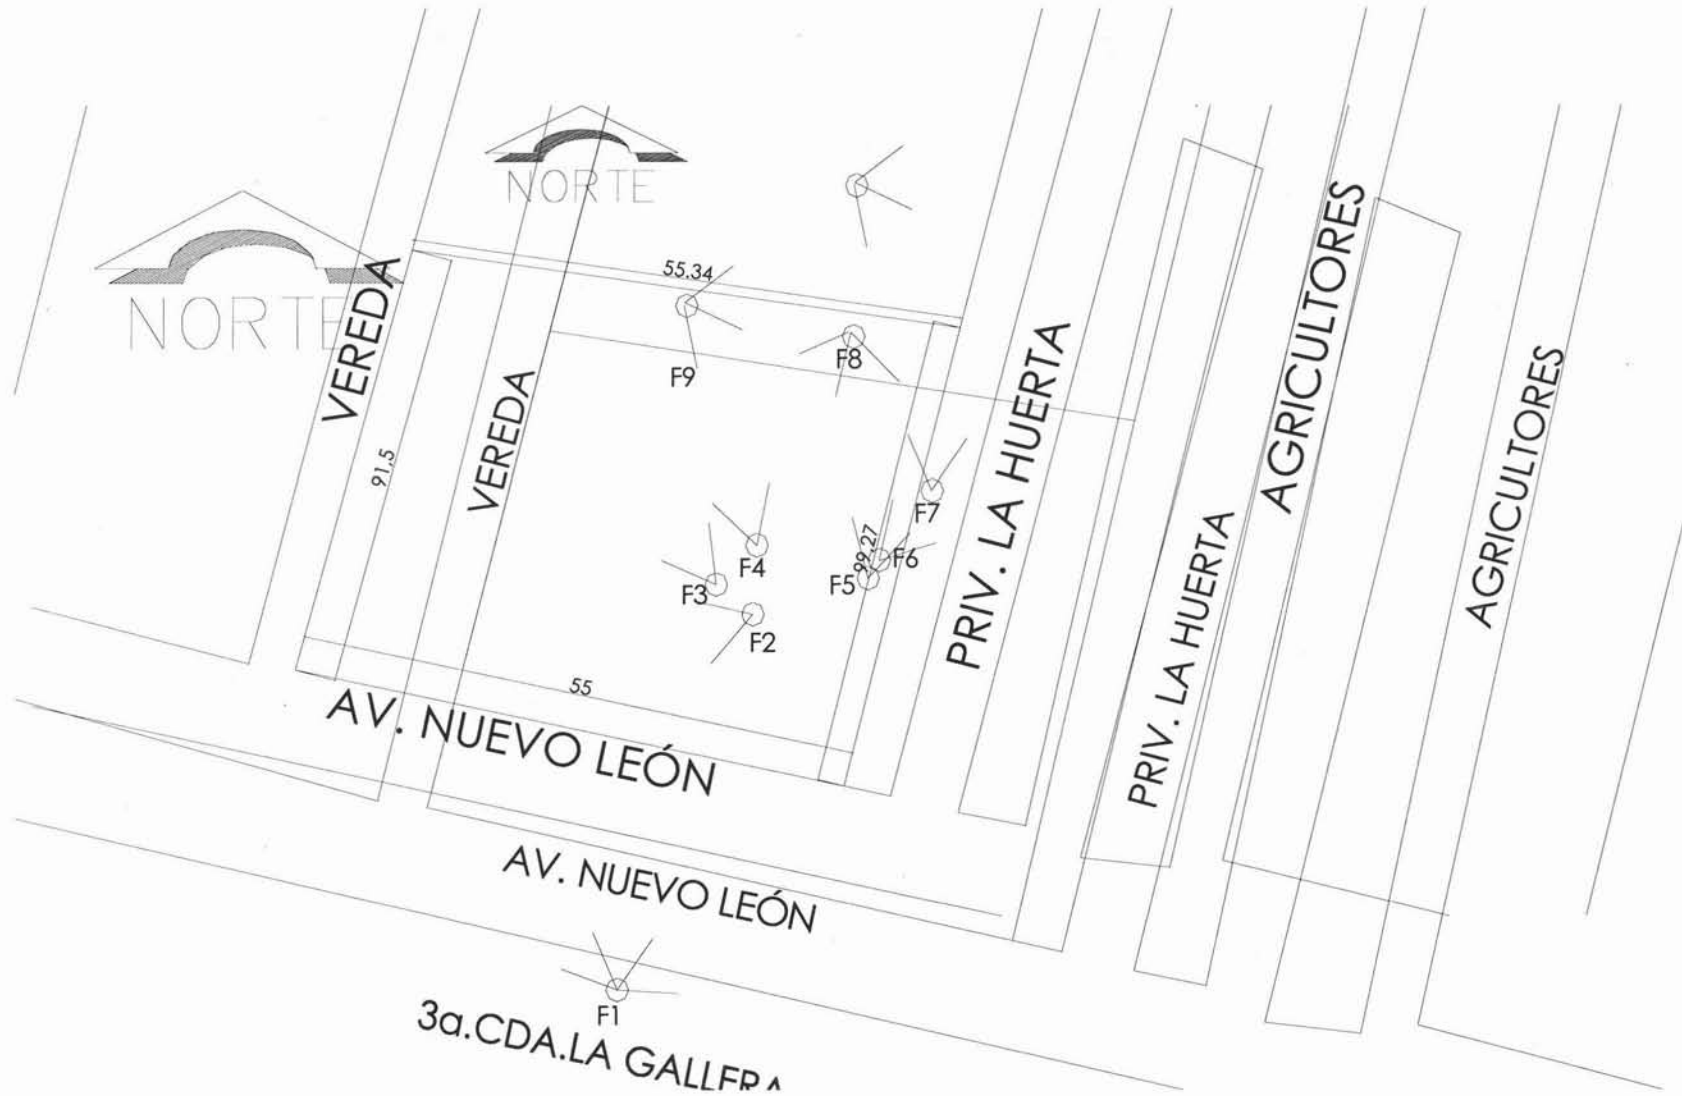 NORTE
NORTE
55.34
VEREDA
F8
F9
VEREDA
91.5
PRIV. LA HUERTA
AGRICULTORES
AGRICULTORES
F7
F4
99.27
F6
F5
F3
F2
PRIV. LA HUERTA
55
AV. NUEVO LEÓN
AV. NUEVO LEÓN
F1
3a.CDA.LA GALLERA